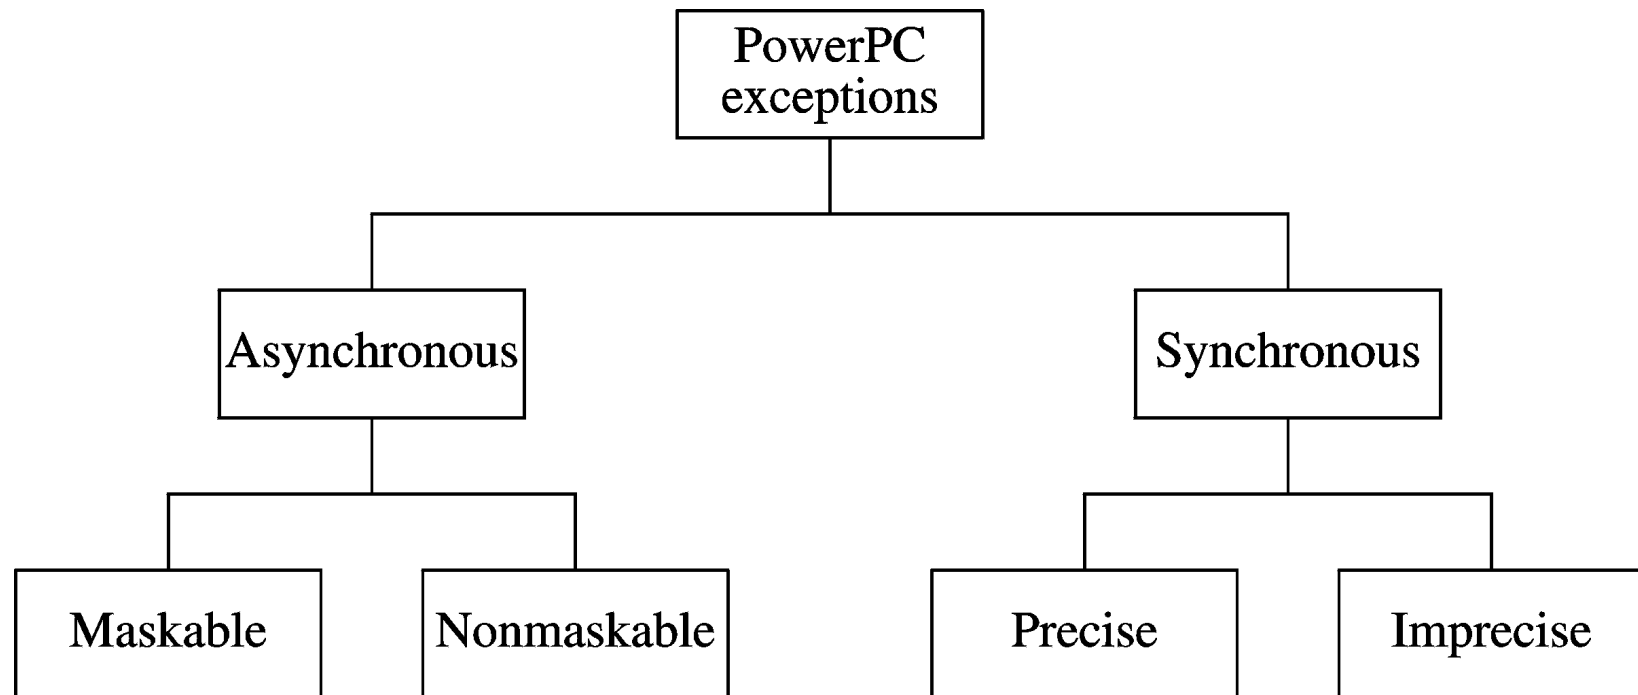 PowerPC
exceptions
Asynchronous
Synchronous
Maskable
Nonmaskable
Precise
Imprecise